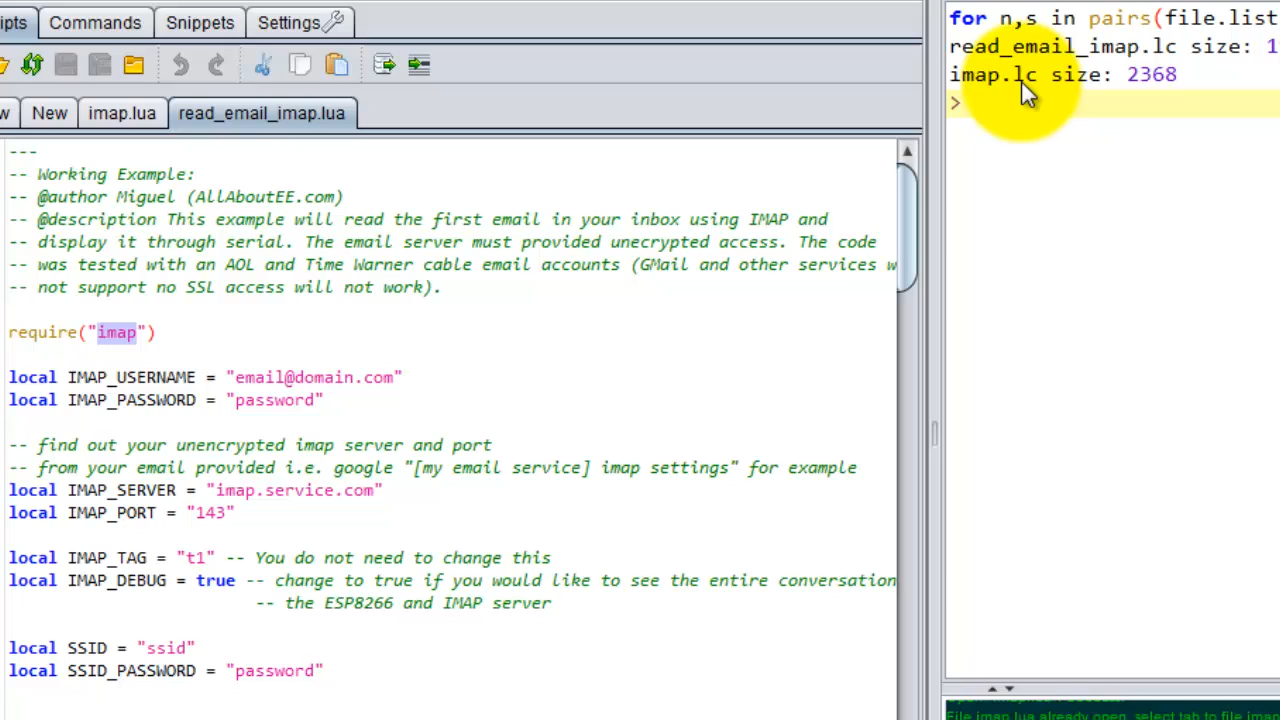 ipts Commands Snippets Settings
w New imap.lua read_email_imap.lua
---
-- Working Example:
-- @author Miguel (AllAboutEE.com)
-- @description This example will read the first email in your inbox using IMAP and
-- display it through serial. The email server must provided unecrypted access. The code
-- was tested with an AOL and Time Warner cable email accounts (GMail and other services w
-- not support no SSL access will not work).
require("imap")
local IMAP_USERNAME = "email@domain.com"
local IMAP_PASSWORD = "password"
-- find out your unencrypted imap server and port
-- from your email provided i.e. google "[my email service] imap settings" for example
local IMAP_SERVER = "imap.service.com"
local IMAP_PORT = "143"
local IMAP_TAG = "t1" -- You do not need to change this
local IMAP_DEBUG = true -- change to true if you would like to see the entire conversation
-- the ESP8266 and IMAP server
local SSID = "ssid"
local SSID_PASSWORD = "password"
for n,s in pairs(file.list
read_email_imap.lc size: 1
imap.lc size: 2368
>
File imap.lua already open, select tab to file imap